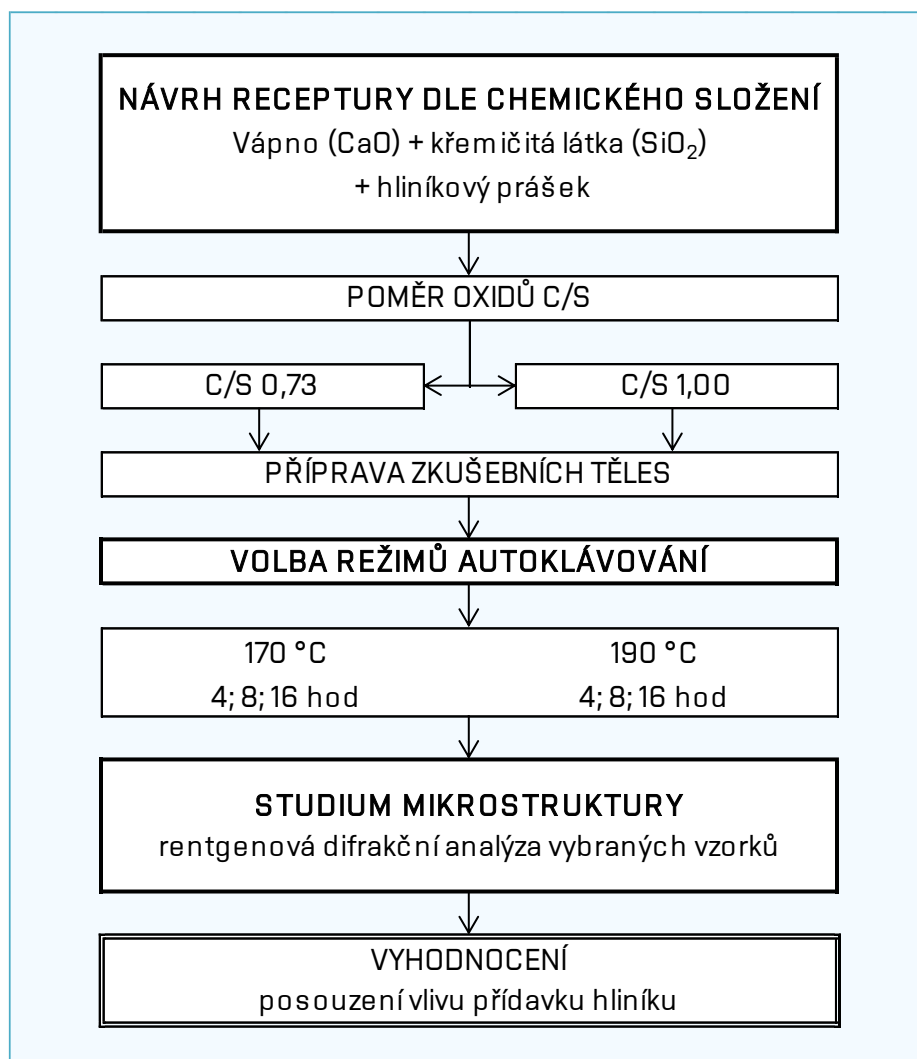 NÁVRH RECEPTURY DLE CHEMICKÉHO SLOŽENÍ
Vápno (CaO) + křemičitá látka (SiO₂)
+ hliníkový prášek
POMĚR OXIDŮ C/S
C/S 0,73
C/S 1,00
PŘÍPRAVA ZKUŠEBNÍCH TĚLES
VOLBA REŽIMŮ AUTOKLÁVOVÁNÍ
170 °C
4; 8; 16 hod
190 °C
4; 8; 16 hod
STUDIUM MIKROSTRUKTURY
rentgenová difrakční analýza vybraných vzorků
VYHODNOCENÍ
posouzení vlivu přídavku hliníku